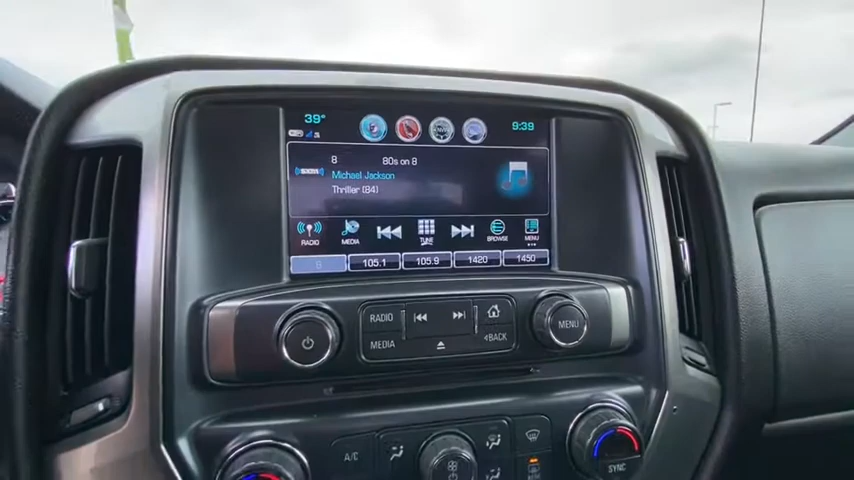 39° 9:39
8 80s on 8
((SXM)) Michael Jackson
Thriller (84)
RADIO MEDIA TUNE BROWSE MENU
8 105.1 105.9 1420 1450
RADIO
MEDIA <BACK MENU
A/C
SYNC